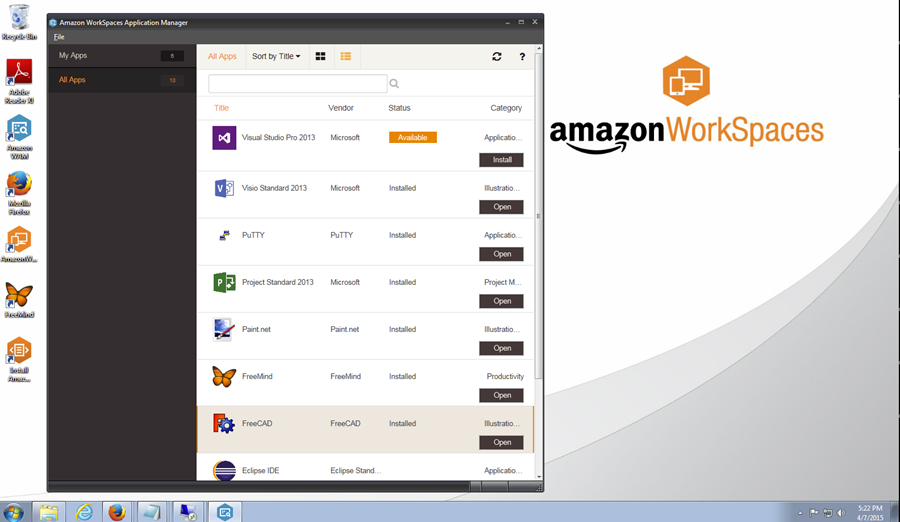 Recycle Bin
Adobe
Reader XI
Amazon
WAM
Mozilla
Firefox
AmazonW...
FreeMind
Install
Amaz...
Amazon WorkSpaces Application Manager
File
My Apps
All Apps
10
All Apps
Sort by Title
?
Title Vendor Status Category
Visual Studio Pro 2013 Microsoft Available Applicatio...
Install
Visio Standard 2013 Microsoft Installed Illustratio...
Open
PuTTY PuTTY Installed Applicatio...
Open
Project Standard 2013 Microsoft Installed Project M...
Open
Paint.net Paint.net Installed Illustratio...
Open
FreeMind FreeMind Installed Productivity
Open
FreeCAD FreeCAD Installed Illustratio...
Open
Eclipse IDE Eclipse Stand... Applicatio...
amazon WorkSpaces
5:22 PM
4/7/2015